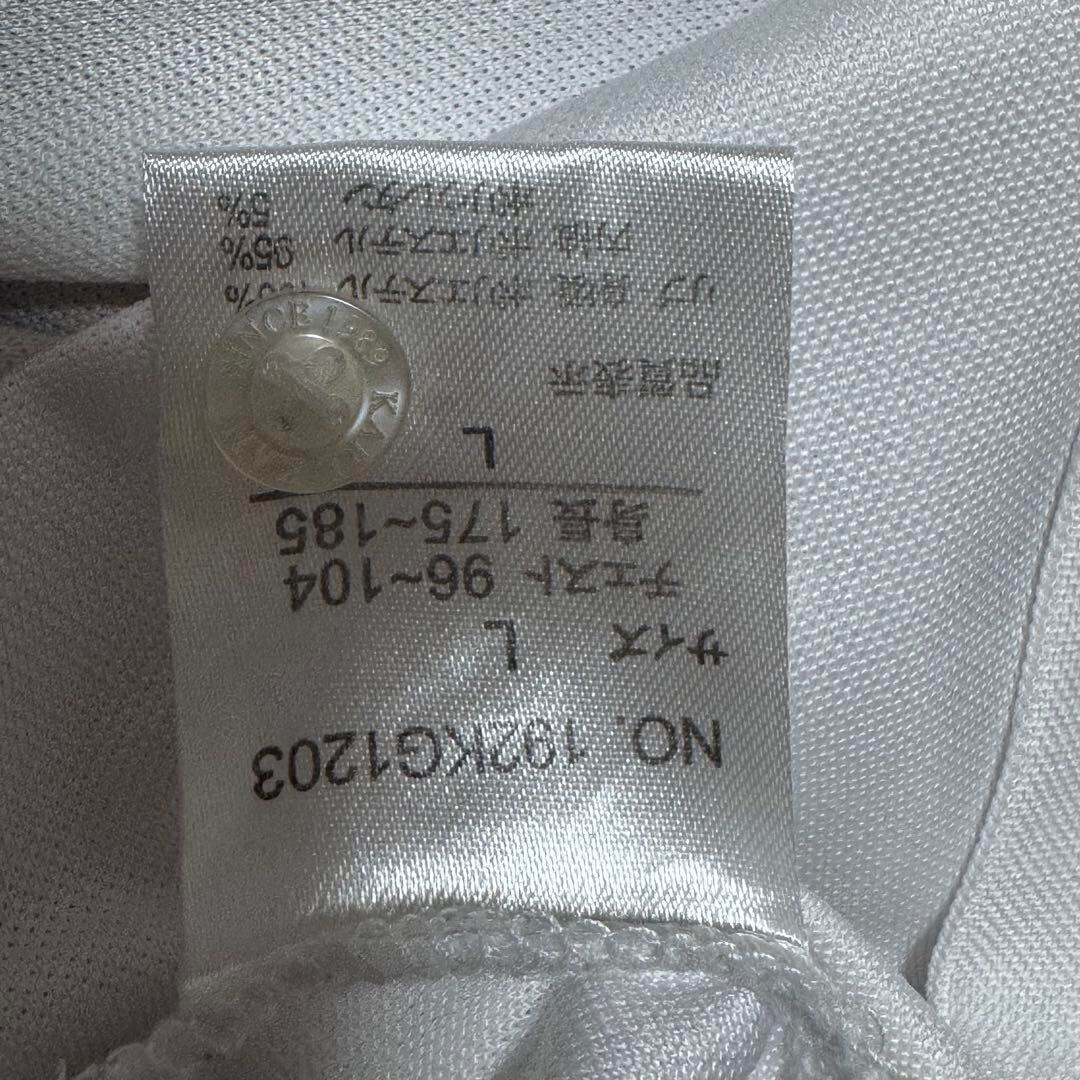 NO. 192KG1203
サイズ L
チェスト 96~104
身長 175~185
L
品質表示
ポリエステル
ポリエステル 95%
ポリウレタン 5%
SINCE 1982